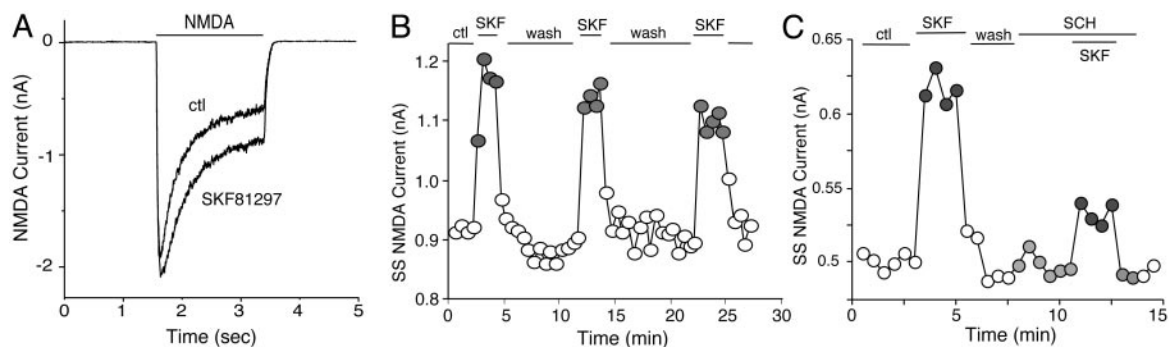 A
NMDA
0
-1
-2
NMDA Current (nA)
ctl
SKF81297
0 1 2 3 4 5
Time (sec)
B
SKF SKF SKF
ctl wash wash
1.2
1.1
1.0
0.9
0.8
SS NMDA Current (nA)
0 5 10 15 20 25 30
Time (min)
C
SKF SCH
ctl wash SKF
0.65
0.6
0.55
0.5
SS NMDA Current (nA)
0 5 10 15
Time (min)